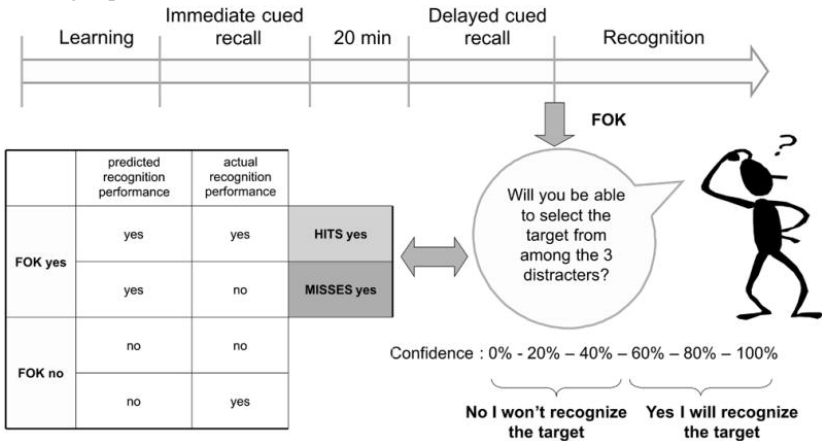 Learning
Immediate cued
recall
20 min
Delayed cued
recall
Recognition
FOK
?
Will you be able
to select the
target from
among the 3
distracters?
predicted
recognition
performance
actual
recognition
performance
FOK yes
yes
yes
HITS yes
yes
no
MISSES yes
FOK no
no
no
no
yes
Confidence : 0% - 20% – 40% – 60% – 80% – 100%
No I won't recognize
the target
Yes I will recognize
the target